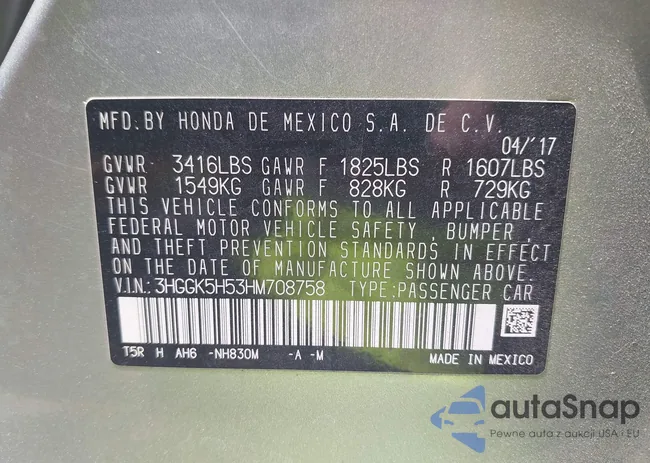 MFD. BY HONDA DE MEXICO S.A. DE C.V.
04/'17
GVWR 3416LBS GAWR F 1825LBS R 1607LBS
GVWR 1549KG GAWR F 828KG R 729KG
THIS VEHICLE CONFORMS TO ALL APPLICABLE
FEDERAL MOTOR VEHICLE SAFETY, BUMPER,
AND THEFT PREVENTION STANDARDS IN EFFECT
ON THE DATE OF MANUFACTURE SHOWN ABOVE.
V.I.N.: 3HGGK5H53HM708758 TYPE:PASSENGER CAR
T5R H AH6 -NH830M -A -M MADE IN MEXICO
autaSnap
Pewne auta z aukcji USA i EU